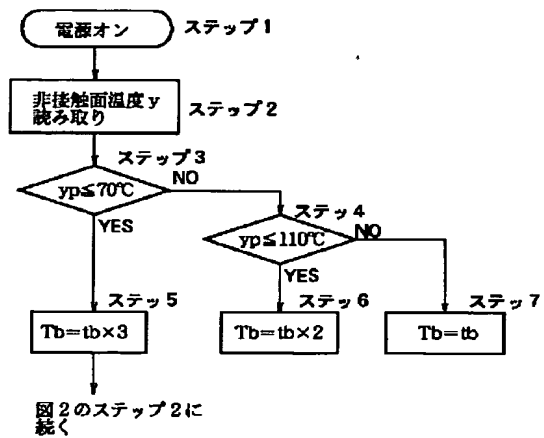 電源オン
ステップ1
非接触面温度y
読み取り
ステップ2
ステップ3
yp≦70℃
NO
YES
ステップ4
yp≦110℃
NO
YES
ステップ5
Tb=tb×3
ステップ6
Tb=tb×2
ステップ7
Tb=tb
図2のステップ2に
続く